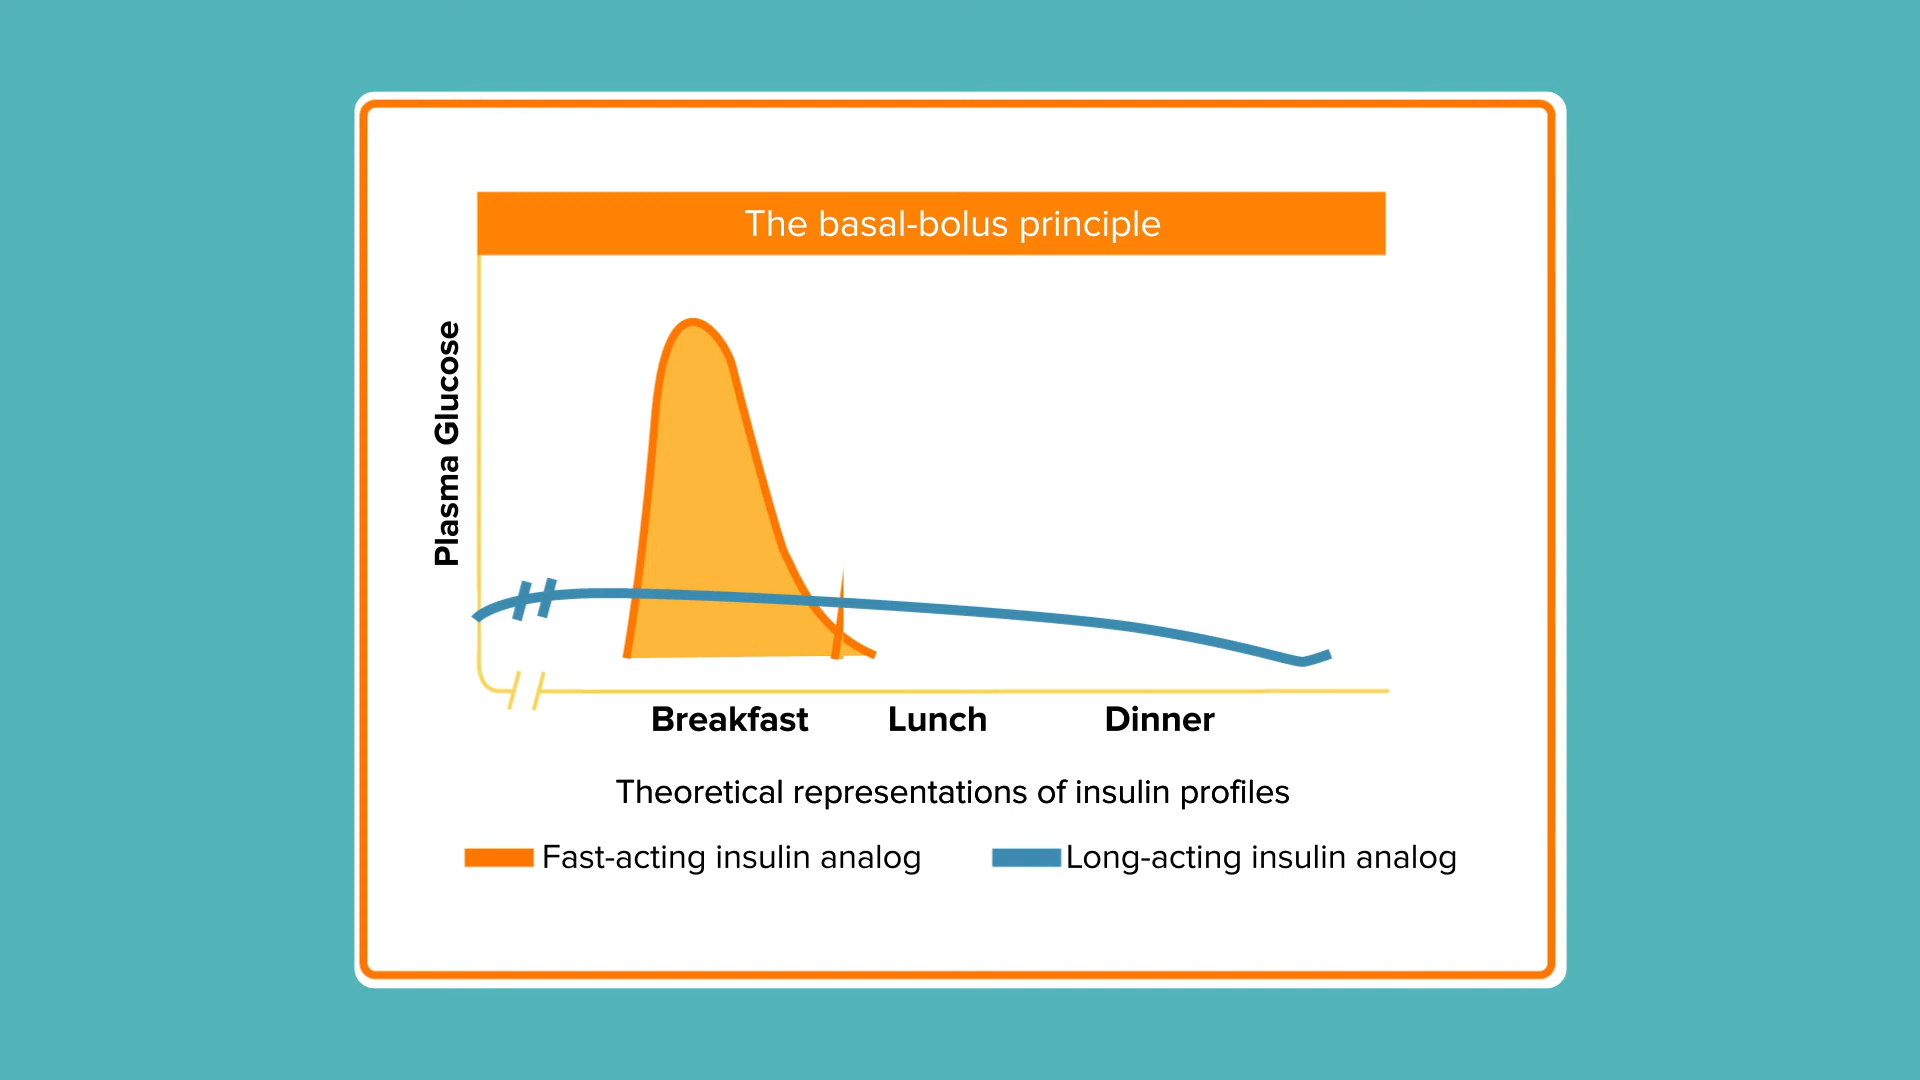 The basal-bolus principle
Plasma Glucose
Breakfast Lunch Dinner
Theoretical representations of insulin profiles
Fast-acting insulin analog Long-acting insulin analog